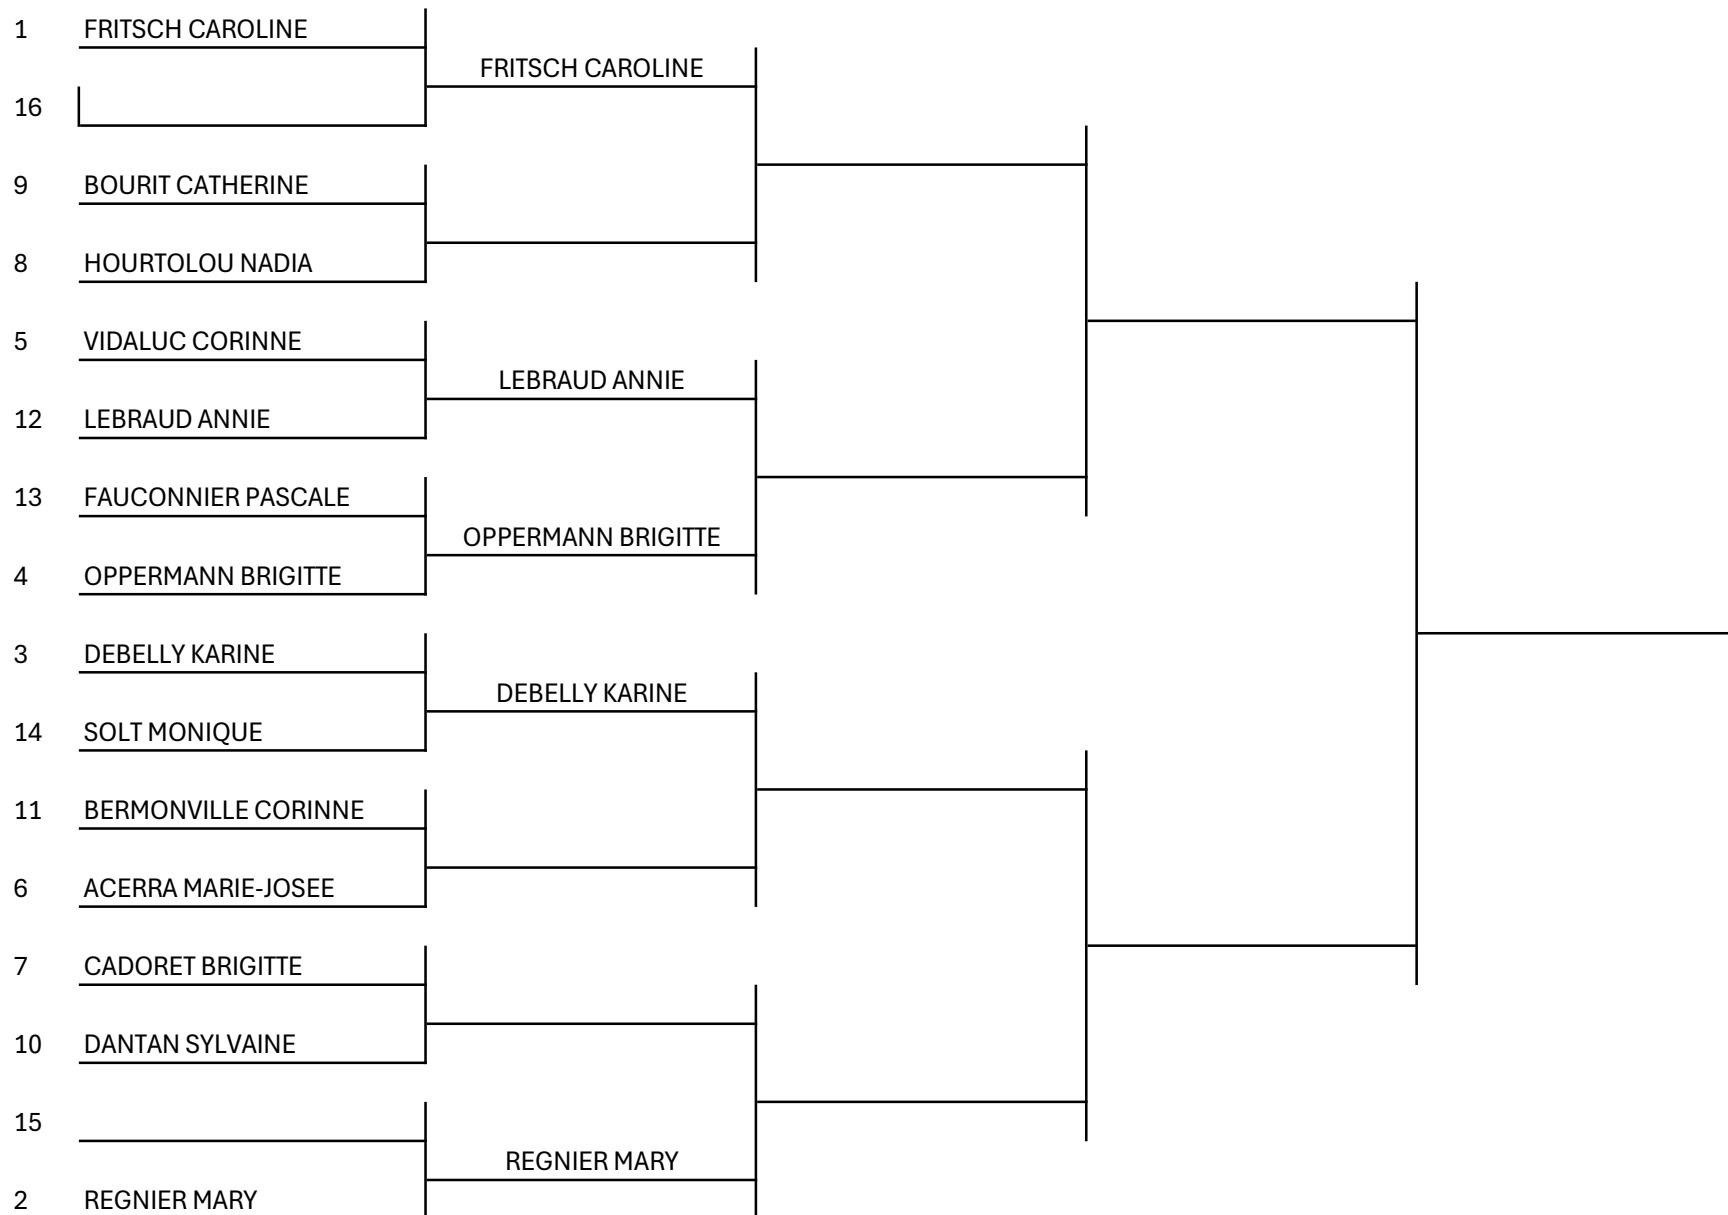 1 FRITSCH CAROLINE
FRITSCH CAROLINE
16
9 BOURIT CATHERINE
8 HOURTOLOU NADIA
5 VIDALUC CORINNE
LEBRAUD ANNIE
12 LEBRAUD ANNIE
13 FAUCONNIER PASCALE
OPPERMANN BRIGITTE
4 OPPERMANN BRIGITTE
3 DEBELLY KARINE
DEBELLY KARINE
14 SOLT MONIQUE
11 BERMONVILLE CORINNE
6 ACERRA MARIE-JOSEE
7 CADORET BRIGITTE
10 DANTAN SYLVAINE
15
REGNIER MARY
2 REGNIER MARY